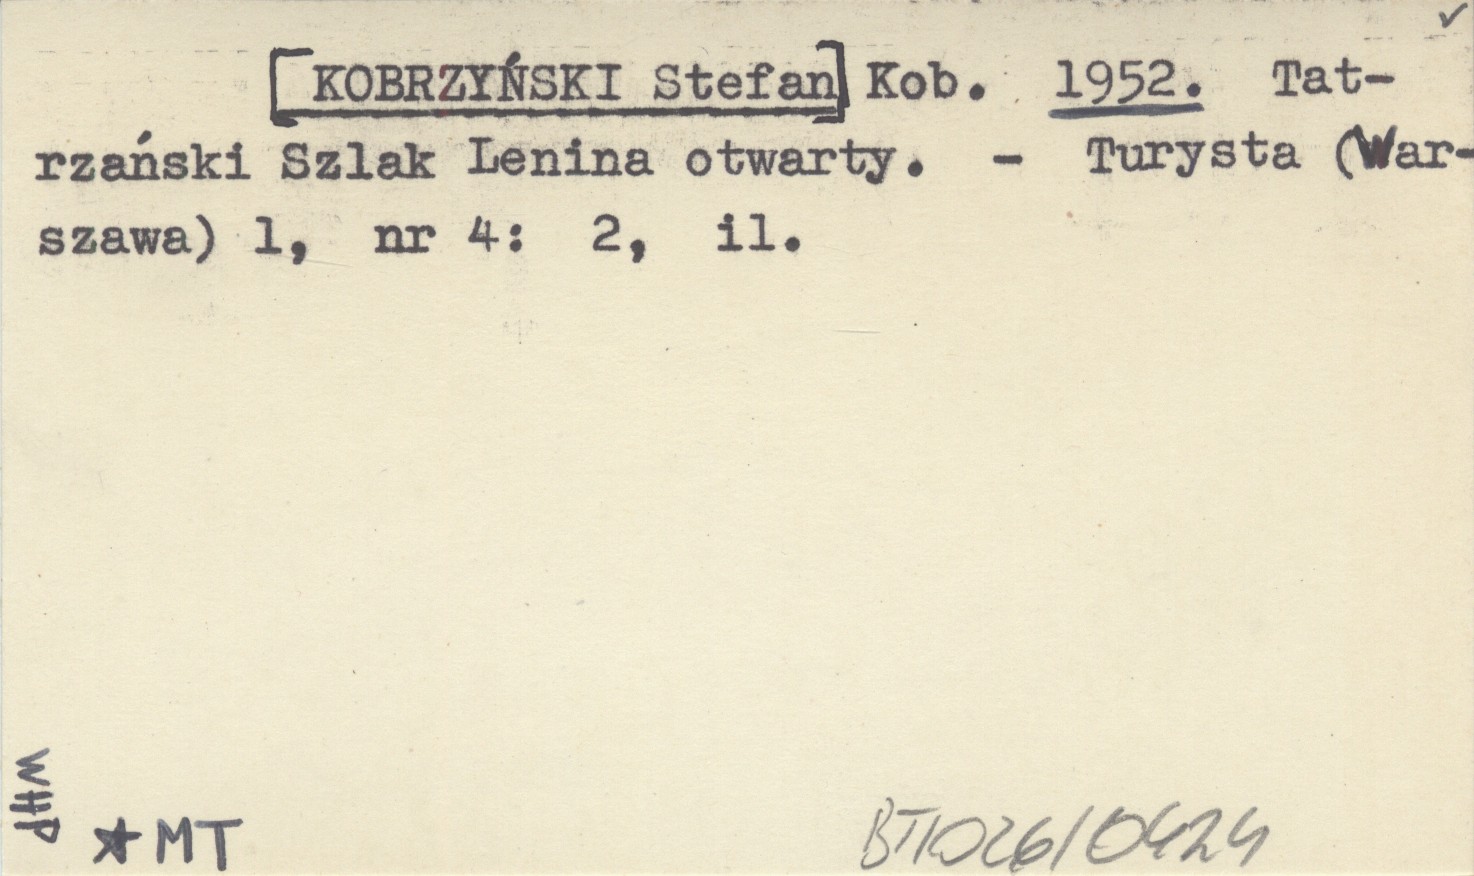 [KOBRZYŃSKI Stefan] Kob. 1952. Tat-
rzański Szlak Lenina otwarty. – Turysta (War-
szawa) 1, nr 4: 2, il.
WHP
★ MT